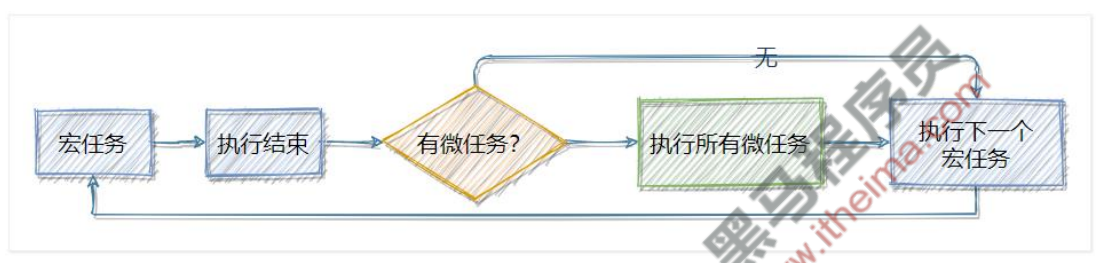 无
宏任务
执行结束
有微任务？
执行所有微任务
执行下一个
宏任务
黑马程序员
www.itheima.com